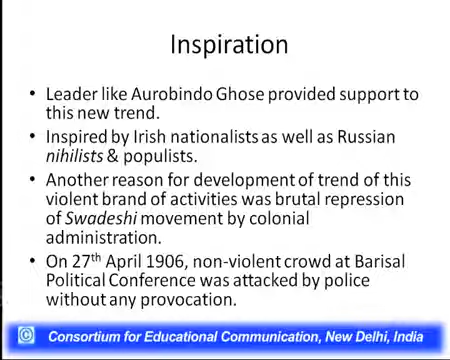 Inspiration
• Leader like Aurobindo Ghose provided support to
this new trend.
• Inspired by Irish nationalists as well as Russian
nihilists & populists.
• Another reason for development of trend of this
violent brand of activities was brutal repression
of Swadeshi movement by colonial
administration.
• On 27th April 1906, non-violent crowd at Barisal
Political Conference was attacked by police
without any provocation.
© Consortium for Educational Communication, New Delhi, India